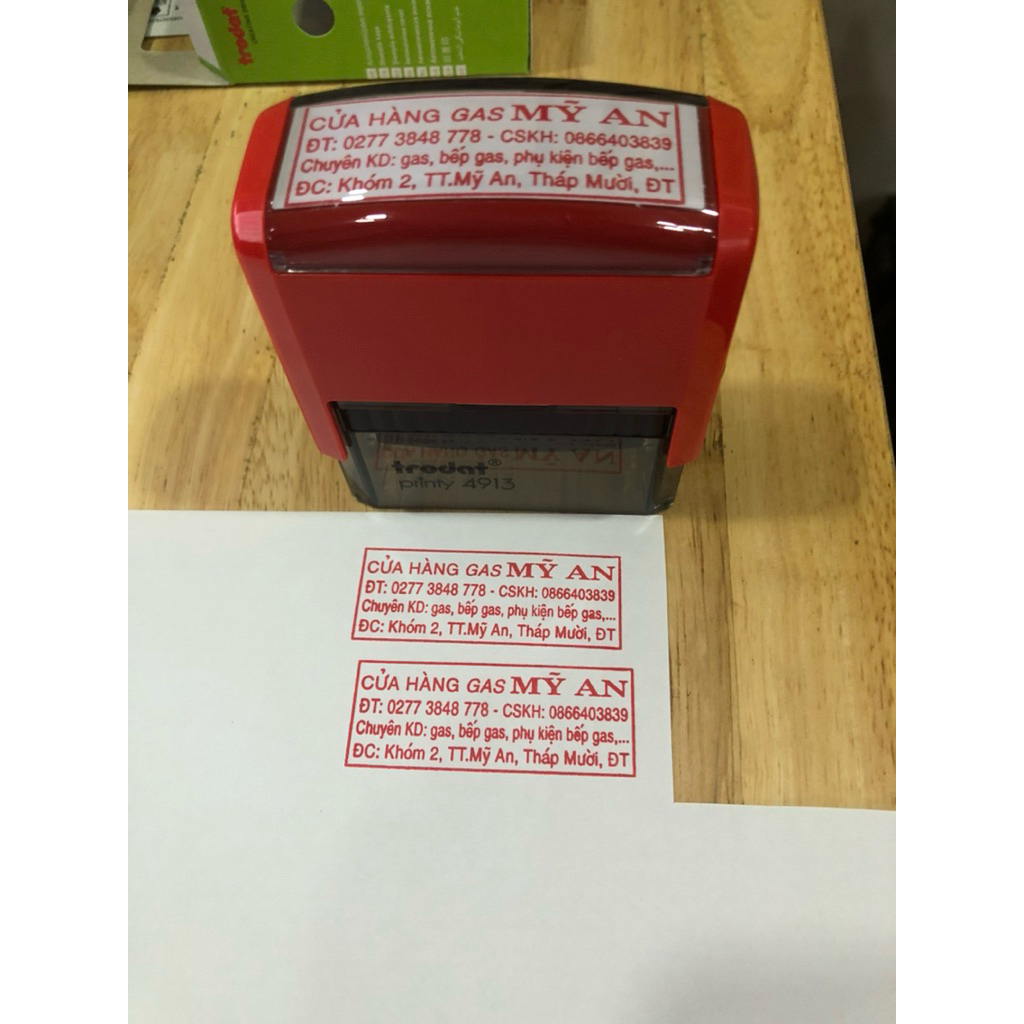 trodat
CỬA HÀNG GAS MỸ AN
ĐT: 0277 3848 778 - CSKH: 0866403839
Chuyên KD: gas, bếp gas, phụ kiện bếp gas,...
ĐC: Khóm 2, TT.Mỹ An, Tháp Mười, ĐT
trodat®
printy 4913
CỬA HÀNG GAS MỸ AN
ĐT: 0277 3848 778 - CSKH: 0866403839
Chuyên KD: gas, bếp gas, phụ kiện bếp gas,...
ĐC: Khóm 2, TT.Mỹ An, Tháp Mười, ĐT
CỬA HÀNG GAS MỸ AN
ĐT: 0277 3848 778 - CSKH: 0866403839
Chuyên KD: gas, bếp gas, phụ kiện bếp gas,...
ĐC: Khóm 2, TT.Mỹ An, Tháp Mười, ĐT